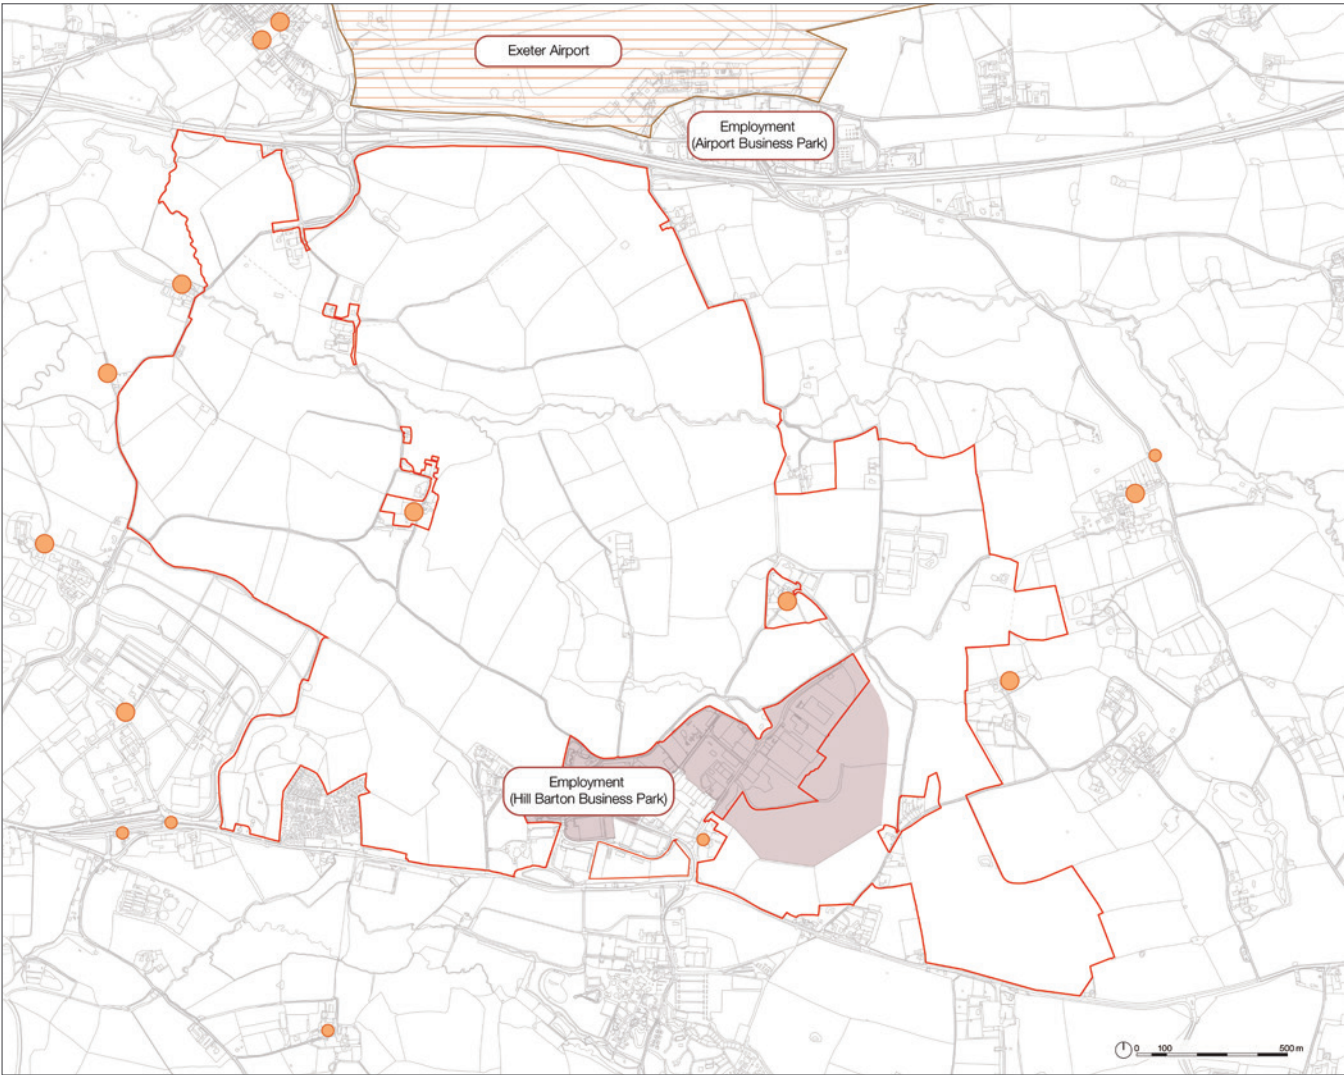 Exeter Airport
Employment
(Airport Business Park)
Employment
(Hill Barton Business Park)
0 100 500 m